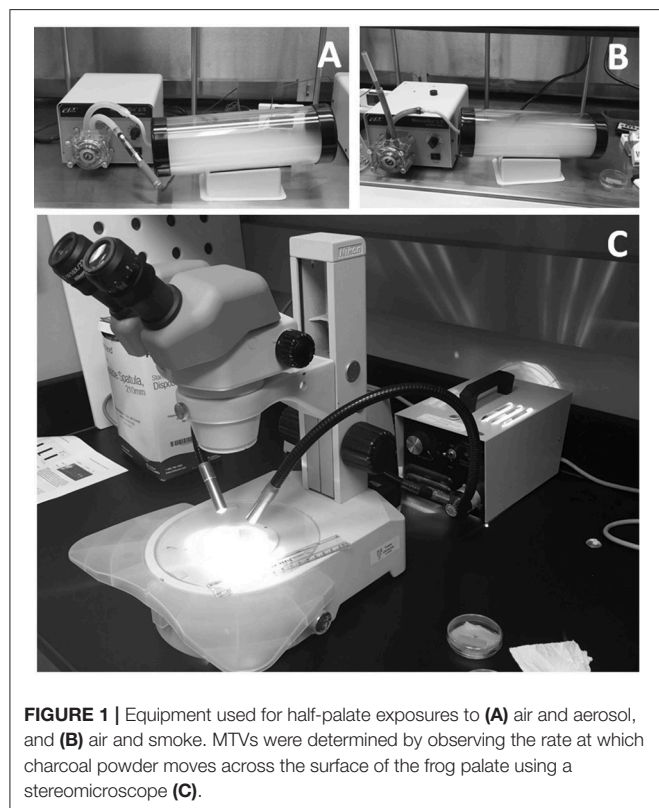 A
B
C
Nikon
Spatula,
210mm
FIGURE 1 | Equipment used for half-palate exposures to (A) air and aerosol,
and (B) air and smoke. MTVs were determined by observing the rate at which
charcoal powder moves across the surface of the frog palate using a
stereomicroscope (C).